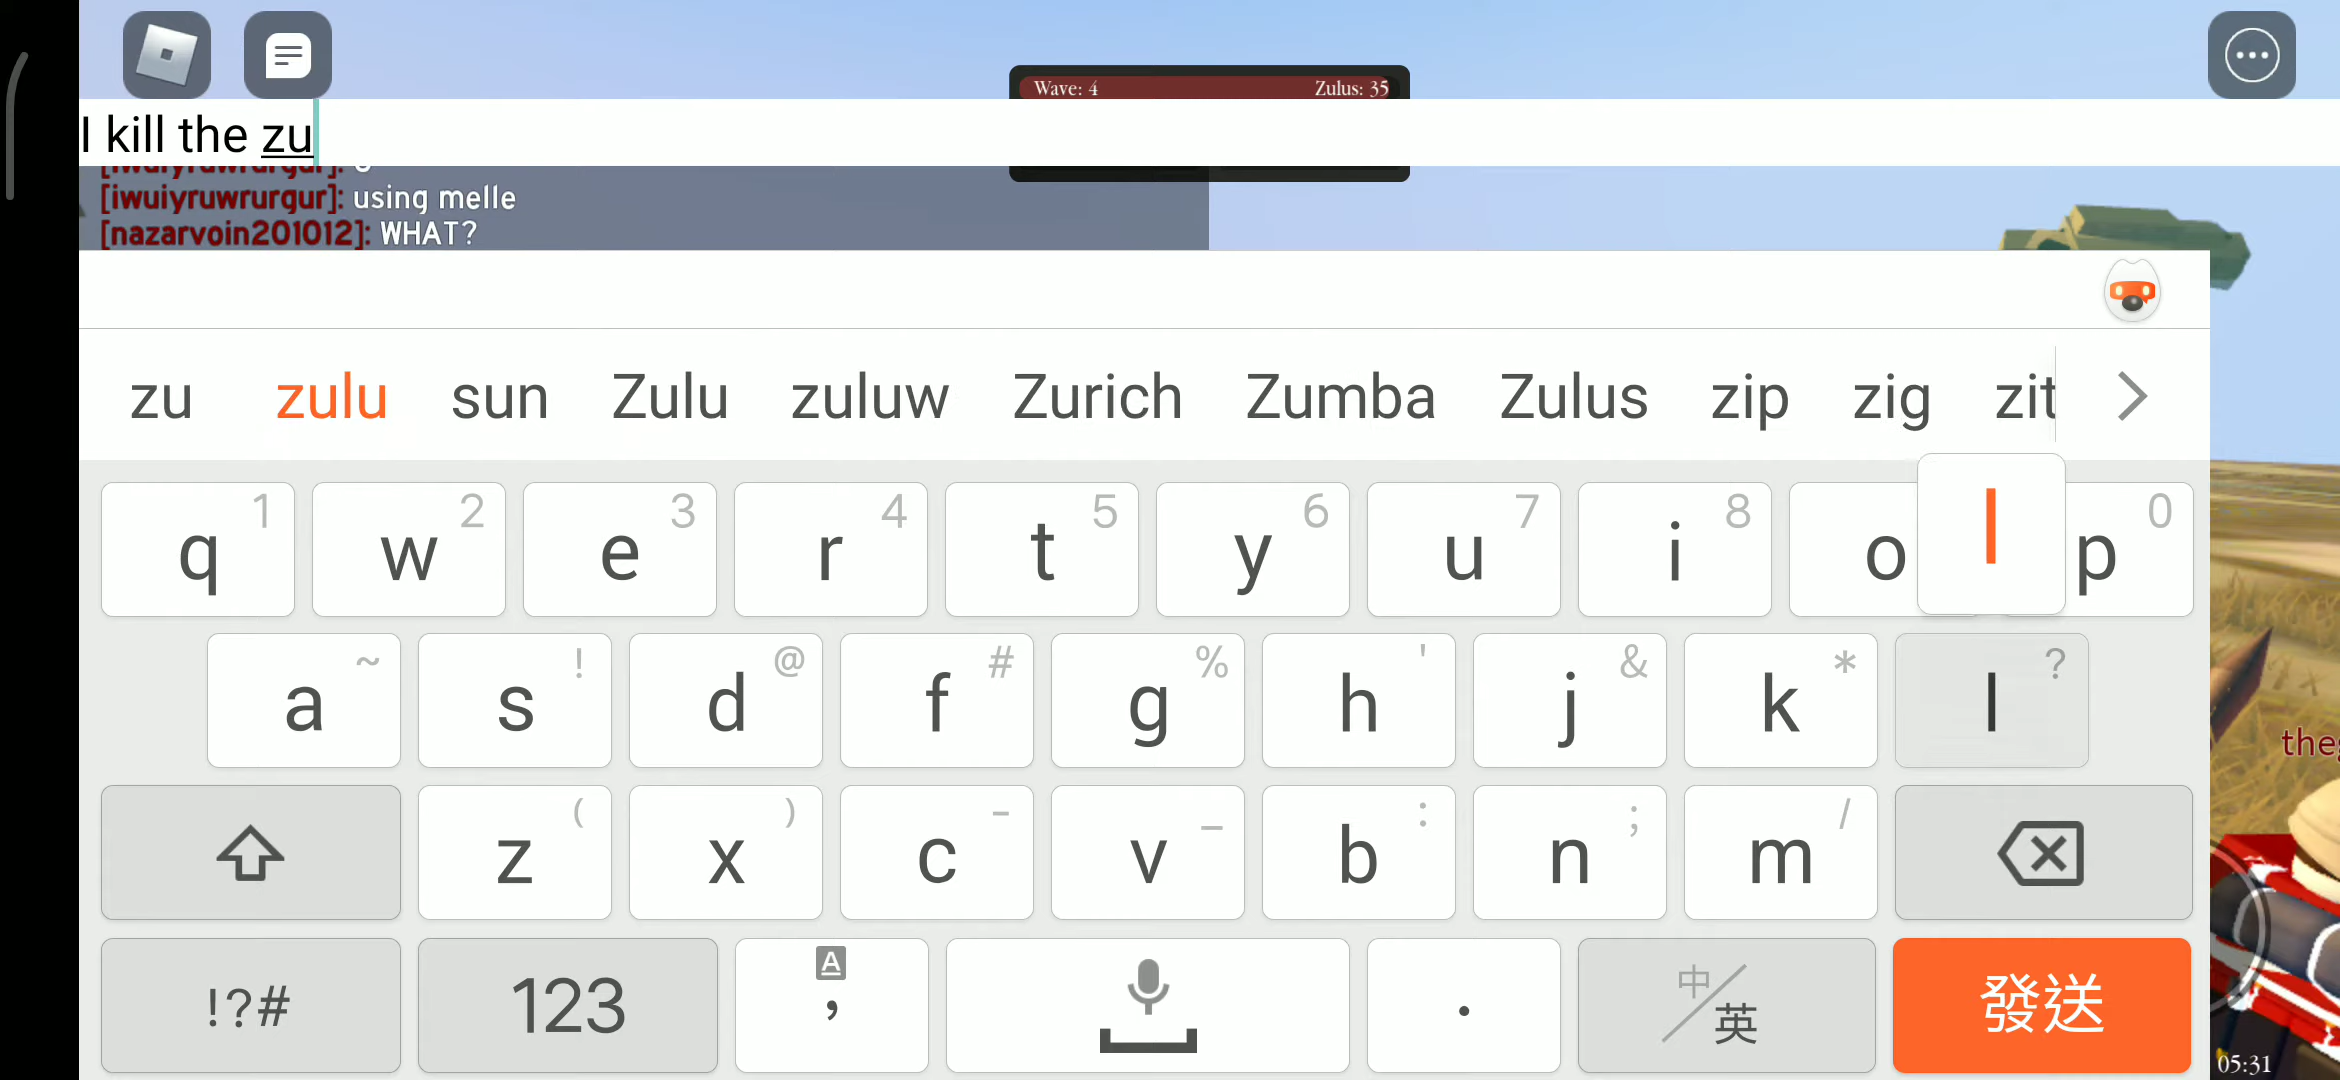 Wave: 4 Zulus: 35
I kill the zu
[iwuiyruwrurgur]: using melle
[nazarvoin201012]: WHAT?
zu zulu sun Zulu zuluw Zurich Zumba Zulus zip zig zit
1 2 3 4 5 6 7 8 0
q w e r t y u i o l p
~ ! @ # % ' & * ?
a s d f g h j k l
( ) - _ : ; /
z x c v b n m
!?# 123 A , . 中/英 發送
the
05:31